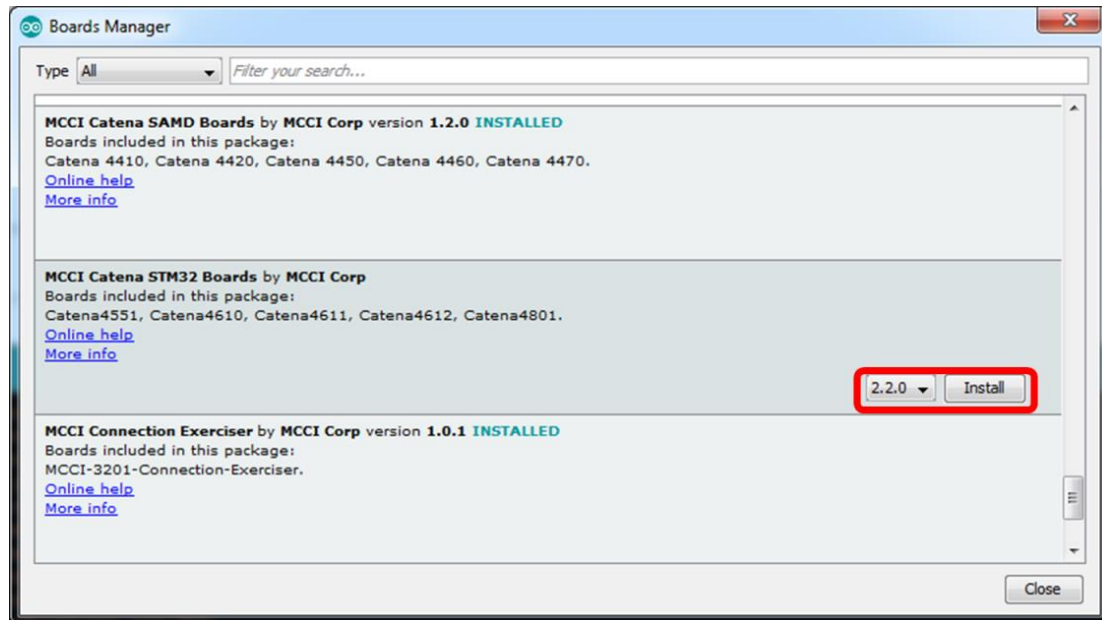 Boards Manager
Type All Filter your search...
MCCI Catena SAMD Boards by MCCI Corp version 1.2.0 INSTALLED
Boards included in this package:
Catena 4410, Catena 4420, Catena 4450, Catena 4460, Catena 4470.
Online help
More info
MCCI Catena STM32 Boards by MCCI Corp
Boards included in this package:
Catena4551, Catena4610, Catena4611, Catena4612, Catena4801.
Online help
More info
2.2.0 Install
MCCI Connection Exerciser by MCCI Corp version 1.0.1 INSTALLED
Boards included in this package:
MCCI-3201-Connection-Exerciser.
Online help
More info
Close